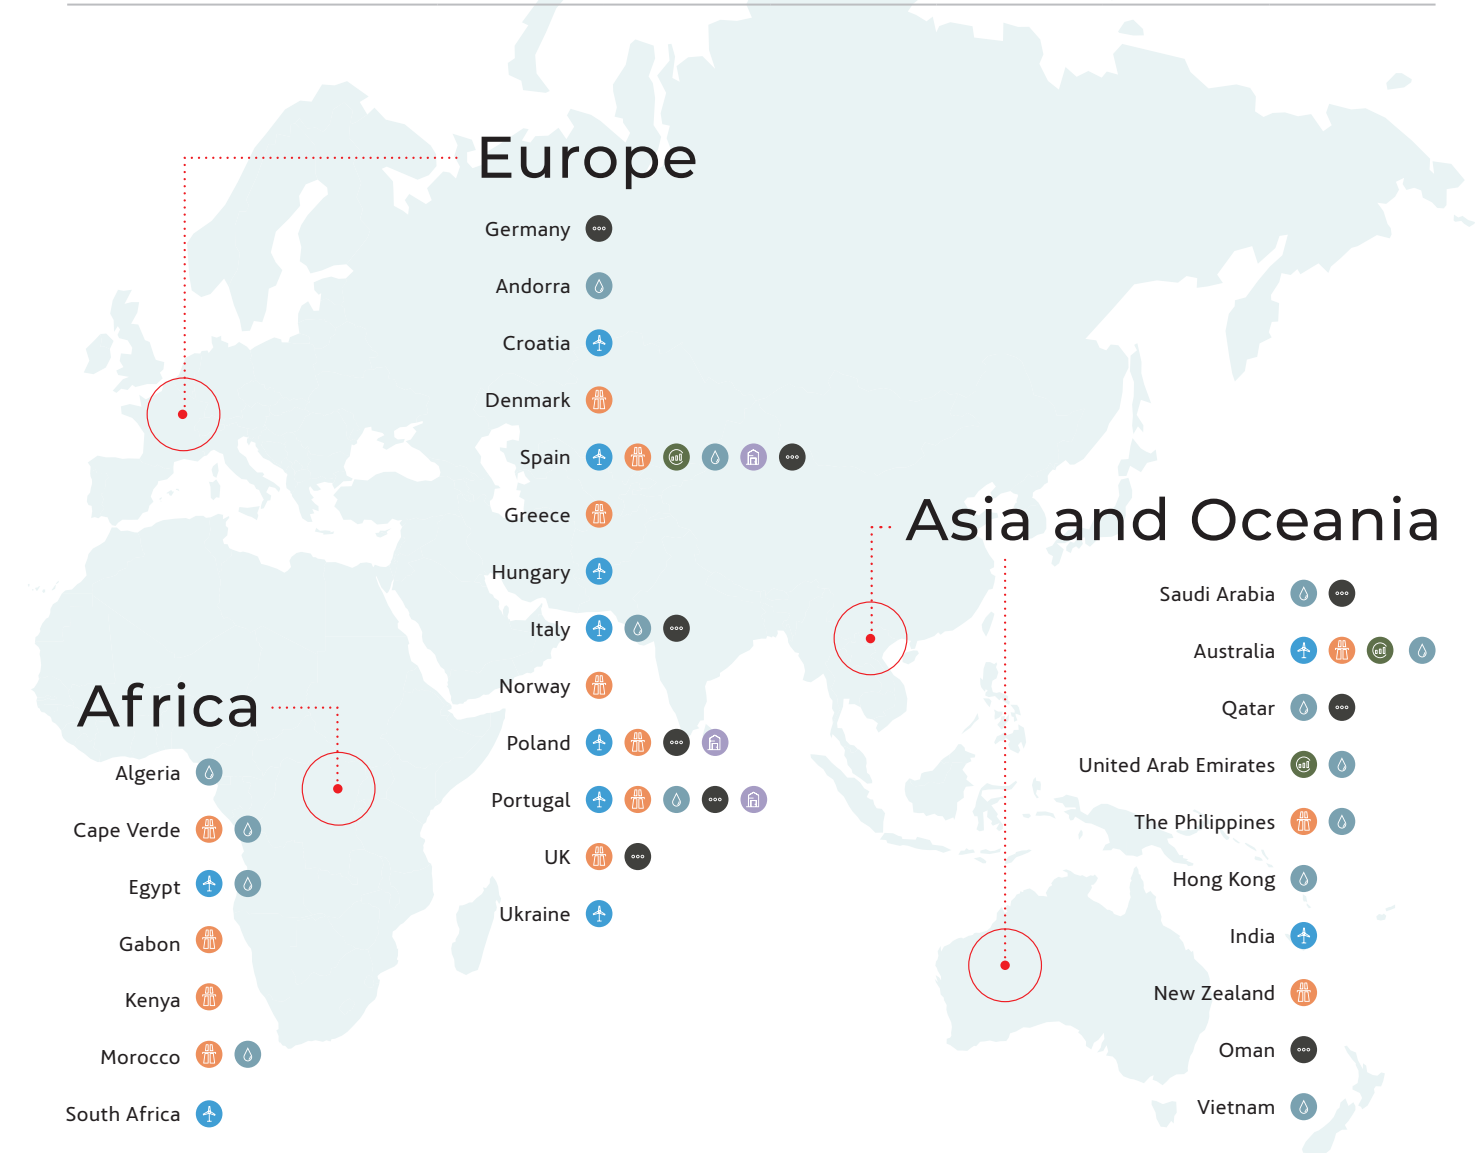 Europe
Germany
Andorra
Croatia
Denmark
Spain
Greece
Hungary
Italy
Norway
Poland
Portugal
UK
Ukraine
Asia and Oceania
Saudi Arabia
Australia
Qatar
United Arab Emirates
The Philippines
Hong Kong
India
New Zealand
Oman
Vietnam
Africa
Algeria
Cape Verde
Egypt
Gabon
Kenya
Morocco
South Africa